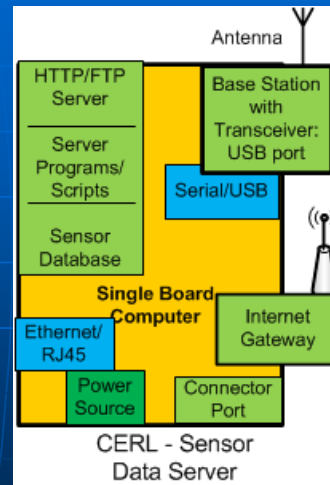 Antenna
HTTP/FTP
Server
Base Station
with
Transceiver:
USB port
Server
Programs/
Scripts
Serial/USB
Sensor
Database
Single Board
Computer
Internet
Gateway
Ethernet/
RJ45
Power
Source
Connector
Port
CERL - Sensor
Data Server